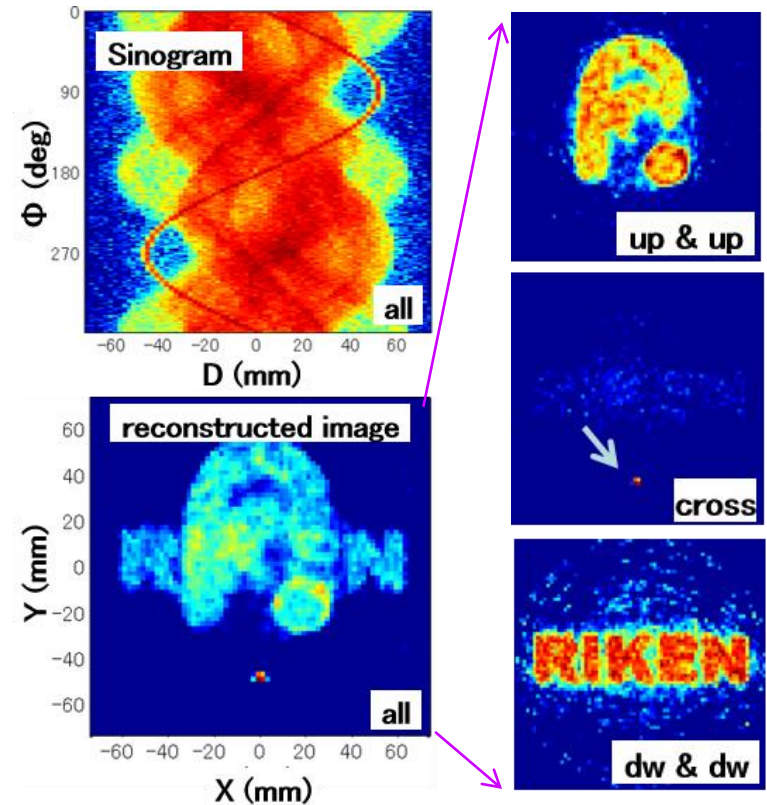 Sinogram
0
90
180
270
Φ (deg)
all
−60 −40 −20 0 20 40 60
D (mm)
reconstructed image
60
40
20
0
−20
−40
−60
Y (mm)
all
−60 −40 −20 0 20 40 60
X (mm)
up & up
cross
RIKEN
dw & dw